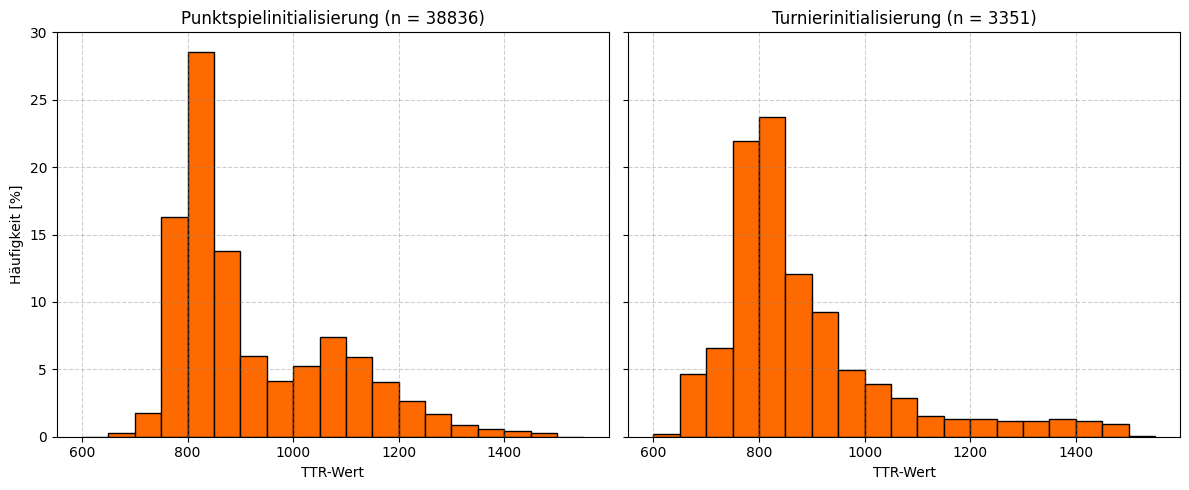 Punktspielinitialisierung (n = 38836)
Turnierinitialisierung (n = 3351)
Häufigkeit [%]
30
25
20
15
10
5
0
600 800 1000 1200 1400
600 800 1000 1200 1400
TTR-Wert
TTR-Wert